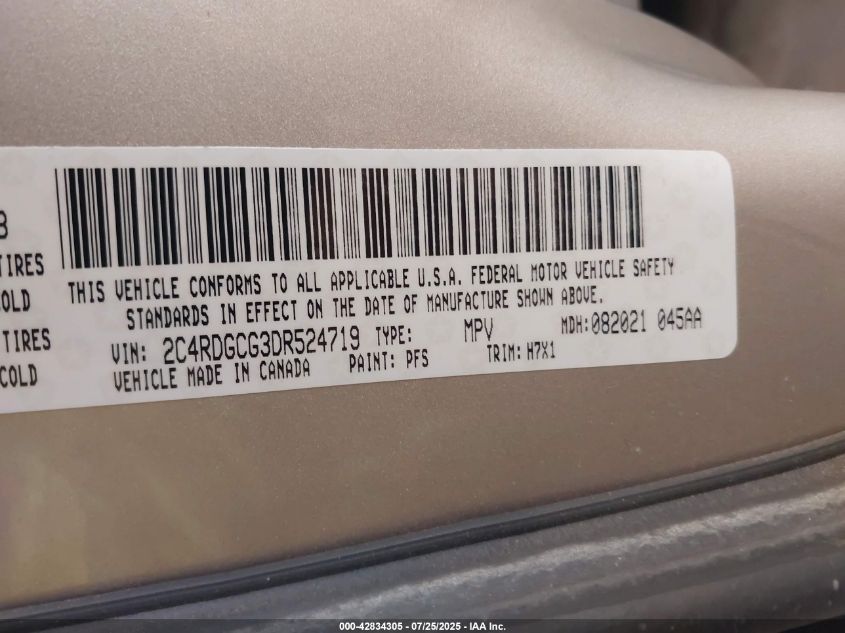 3
TIRES
COLD
TIRES
COLD
THIS VEHICLE CONFORMS TO ALL APPLICABLE U.S.A. FEDERAL MOTOR VEHICLE SAFETY
STANDARDS IN EFFECT ON THE DATE OF MANUFACTURE SHOWN ABOVE.
VIN: 2C4RDGCG3DR524719 TYPE: MPV MDH:082021 045AA
VEHICLE MADE IN CANADA PAINT: PFS TRIM: H7X1
000-42834305 - 07/25/2025 - IAA Inc.